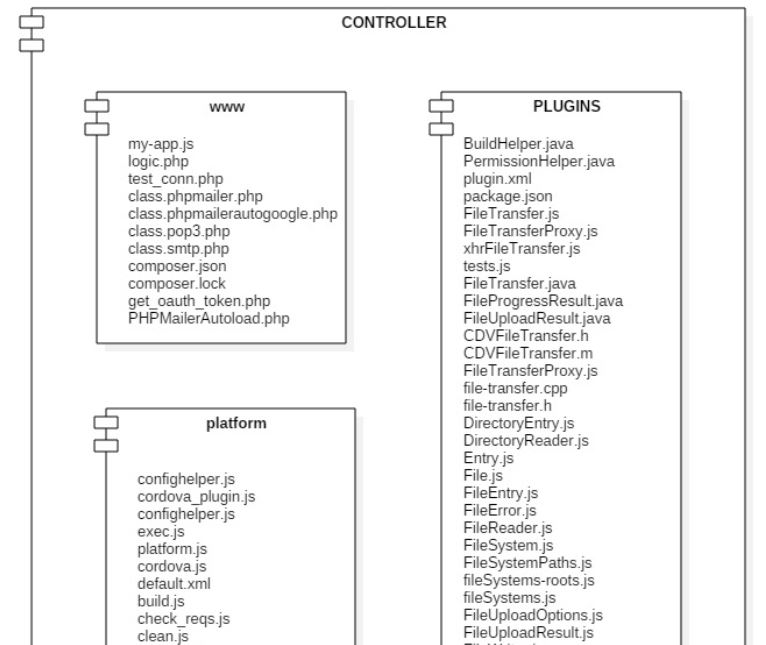 CONTROLLER
www
my-app.js
logic.php
test_conn.php
class.phpmailer.php
class.phpmailerautogoogle.php
class.pop3.php
class.smtp.php
composer.json
composer.lock
get_oauth_token.php
PHPMailerAutoload.php
platform
confighelper.js
cordova_plugin.js
confighelper.js
exec.js
platform.js
cordova.js
default.xml
build.js
check_reqs.js
clean.js
PLUGINS
BuildHelper.java
PermissionHelper.java
plugin.xml
package.json
FileTransfer.js
FileTransferProxy.js
xhrFileTransfer.js
tests.js
FileTransfer.java
FileProgressResult.java
FileUploadResult.java
CDVFileTransfer.h
CDVFileTransfer.m
FileTransferProxy.js
file-transfer.cpp
file-transfer.h
DirectoryEntry.js
DirectoryReader.js
Entry.js
File.js
FileEntry.js
FileError.js
FileReader.js
FileSystem.js
FileSystemPaths.js
fileSystems-roots.js
fileSystems.js
FileUploadOptions.js
FileUploadResult.js